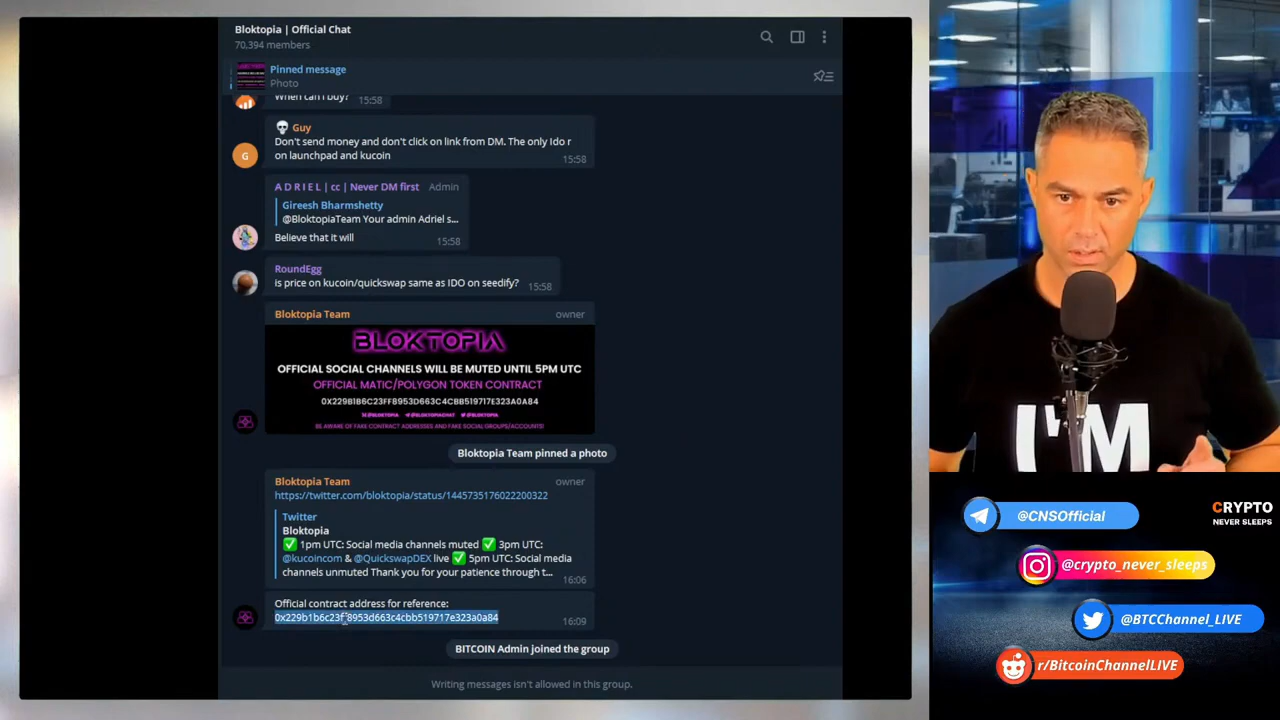 Bloktopia | Official Chat
70,394 members
Pinned message
Photo
When can I buy?
15:58
Guy
Don't send money and don't click on link from DM. The only Ido r
on launchpad and kucoin
15:58
G
A D R I E L | cc | Never DM first
Admin
Gireesh Bharmshetty
@BloktopiaTeam Your admin Adriel s...
Believe that it will
15:58
RoundEgg
is price on kucoin/quickswap same as IDO on seedify?
15:58
Bloktopia Team
owner
BLOKTOPIA
OFFICIAL SOCIAL CHANNELS WILL BE MUTED UNTIL 5PM UTC
OFFICIAL MATIC/POLYGON TOKEN CONTRACT
0X229B1B6C23FF8953D663C4CBB519717E323A0A84
@BLOKTOPIA @BLOKTOPIACHAT @BLOKTOPIA
BE AWARE OF FAKE CONTRACT ADDRESSES AND FAKE SOCIAL GROUPS/ACCOUNTS!
Bloktopia Team pinned a photo
Bloktopia Team
owner
https://twitter.com/bloktopia/status/1445735176022200322
Twitter
Bloktopia
✅ 1pm UTC: Social media channels muted ✅ 3pm UTC:
@kucoincom & @QuickswapDEX live ✅ 5pm UTC: Social media
channels unmuted Thank you for your patience through t...
16:06
Official contract address for reference:
0x229b1b6c23ff8953d663c4cbb519717e323a0a84
16:09
BITCOIN Admin joined the group
Writing messages isn't allowed in this group.
I'M
@CNSOfficial
CRYPTO
NEVER SLEEPS
@crypto_never_sleeps
@BTCChannel_LIVE
r/BitcoinChannelLIVE